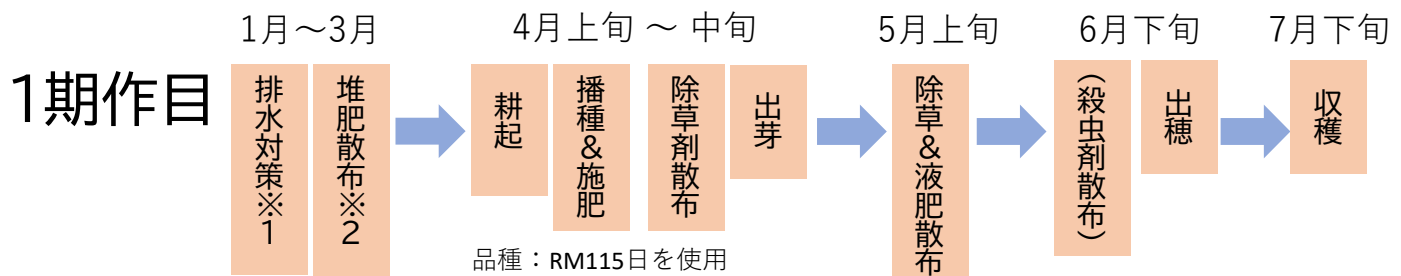 1期作目
1月～3月
排水対策※1
堆肥散布※2
4月上旬 ～ 中旬
耕起
播種&施肥
除草剤散布
出芽
品種：RM115日を使用
5月上旬
除草&液肥散布
6月下旬
（殺虫剤散布）
出穂
7月下旬
収穫